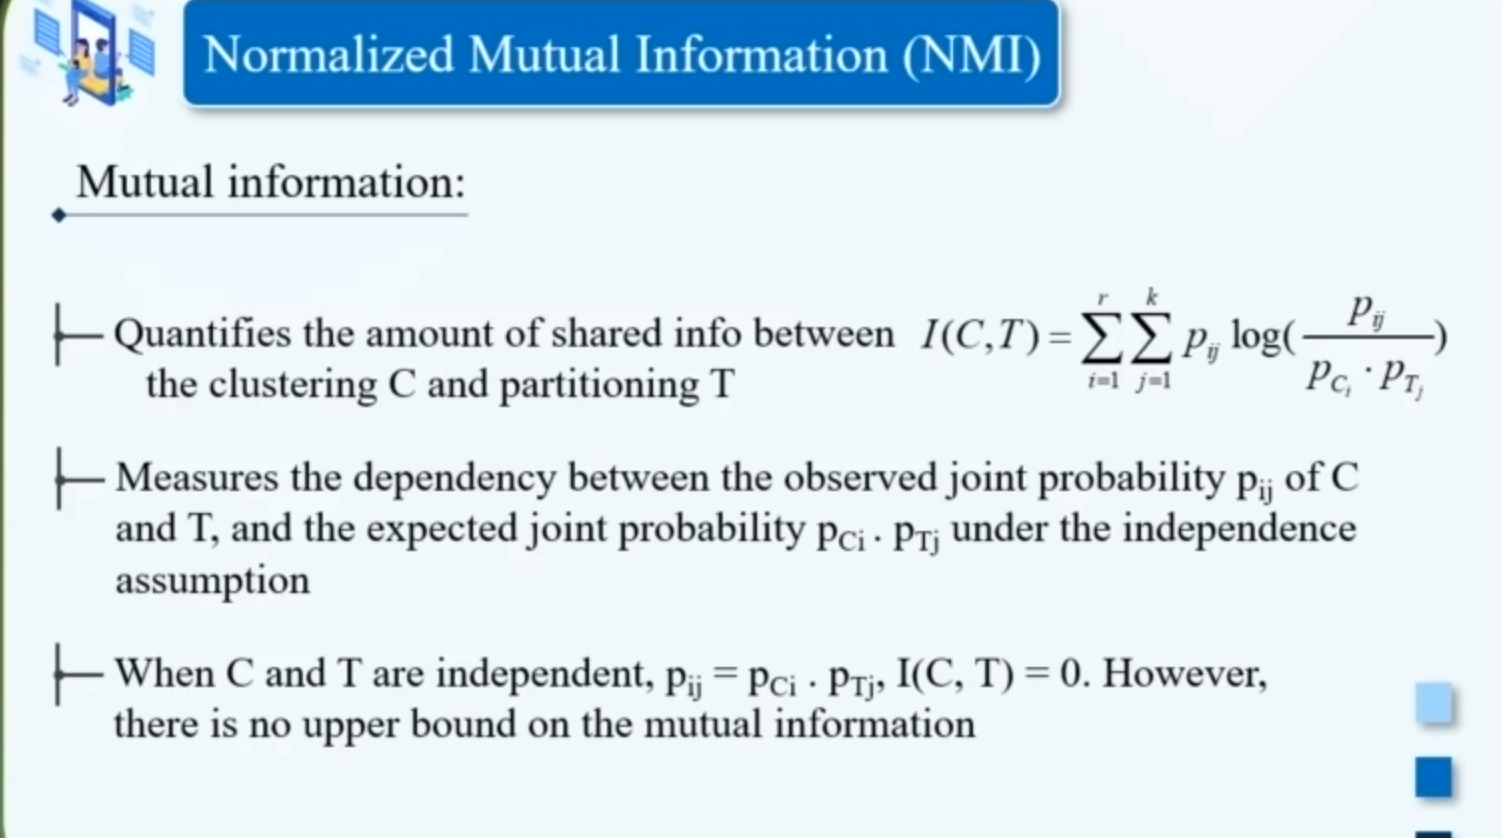 Normalized Mutual Information (NMI)
Mutual information:
Quantifies the amount of shared info between I(C,T) = \sum_{i=1}^{r} \sum_{j=1}^{k} p_{ij} log(\frac{p_{ij}}{p_{C_i} \cdot p_{T_j}})
the clustering C and partitioning T
Measures the dependency between the observed joint probability p_{ij} of C
and T, and the expected joint probability p_{Ci} . p_{Tj} under the independence
assumption
When C and T are independent, p_{ij} = p_{Ci} . p_{Tj}, I(C, T) = 0. However,
there is no upper bound on the mutual information